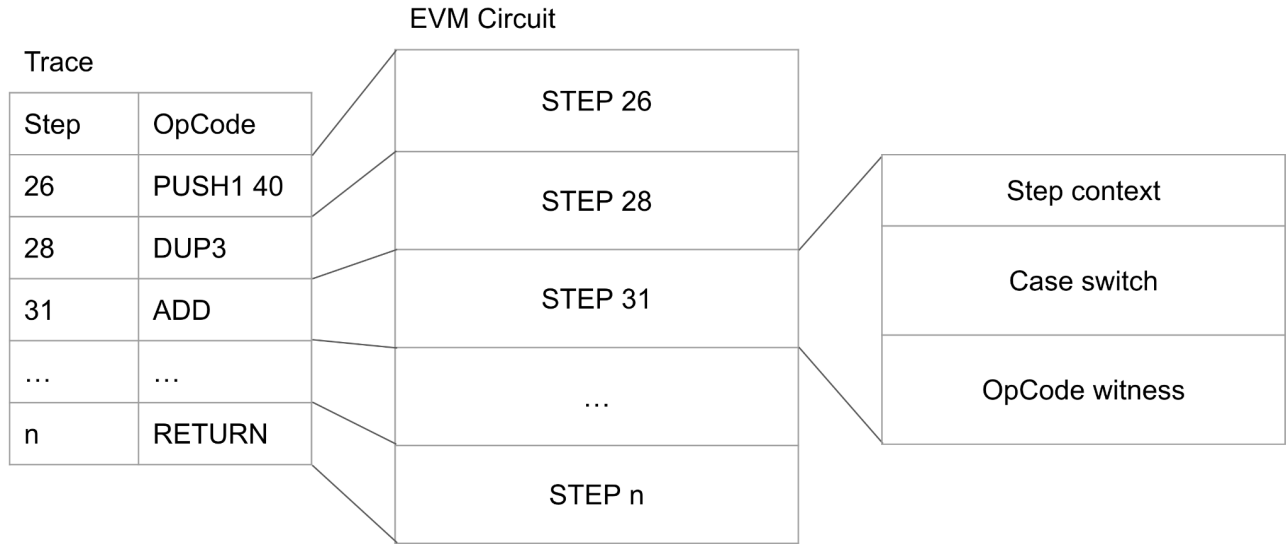 EVM Circuit
Trace
Step OpCode
26 PUSH1 40
28 DUP3
31 ADD
… …
n RETURN
STEP 26
STEP 28
STEP 31
…
STEP n
Step context
Case switch
OpCode witness